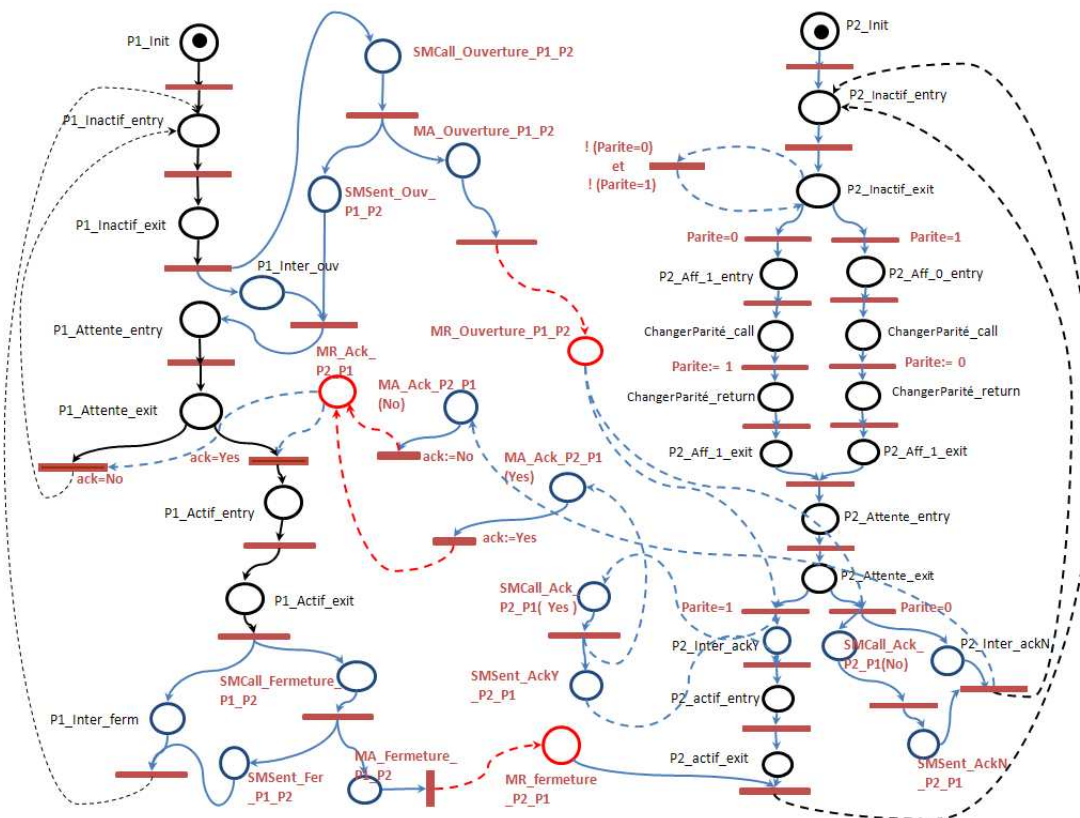 P1_Init
SMCall_Ouverture_P1_P2
P1_Inactif_entry
MA_Ouverture_P1_P2
SMSent_Ouv_
P1_P2
P1_Inactif_exit
P1_Inter_ouv
P1_Attente_entry
MR_Ouverture_P1_P2
MR_Ack_
P2_P1
MA_Ack_P2_P1
(No)
P1_Attente_exit
ack=Yes
ack:=No
ack=No
MA_Ack_P2_P1
(Yes)
P1_Actif_entry
ack:=Yes
P1_Actif_exit
SMCall_Ack_
P2_P1( Yes )
SMSent_AckY
_P2_P1
SMCall_Fermeture_
P1_P2
P1_Inter_ferm
MA_Fermeture_
P1_P2
SMSent_Fer
_P1_P2
MR_fermeture
_P2_P1
P2_Init
P2_Inactif_entry
! (Parite=0)
et
! (Parite=1)
P2_Inactif_exit
Parite=0
Parite=1
P2_Aff_1_entry
P2_Aff_0_entry
ChangerParité_call
ChangerParité_call
Parite:= 1
Parite:= 0
ChangerParité_return
ChangerParité_return
P2_Aff_1_exit
P2_Aff_1_exit
P2_Attente_entry
P2_Attente_exit
Parite=1
Parite=0
P2_Inter_ackY
SMCall_Ack_
P2_P1(No)
P2_Inter_ackN
P2_actif_entry
P2_actif_exit
SMSent_AckN
_P2_P1